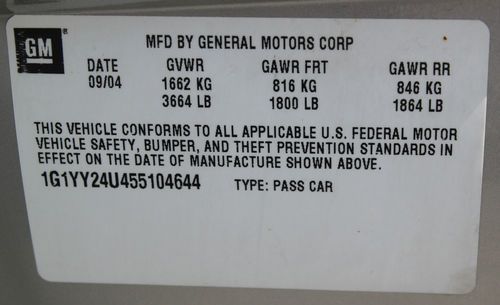 GM
MFD BY GENERAL MOTORS CORP
DATE GVWR GAWR FRT GAWR RR
09/04 1662 KG 816 KG 846 KG
3664 LB 1800 LB 1864 LB
THIS VEHICLE CONFORMS TO ALL APPLICABLE U.S. FEDERAL MOTOR
VEHICLE SAFETY, BUMPER, AND THEFT PREVENTION STANDARDS IN
EFFECT ON THE DATE OF MANUFACTURE SHOWN ABOVE.
1G1YY24U455104644 TYPE: PASS CAR